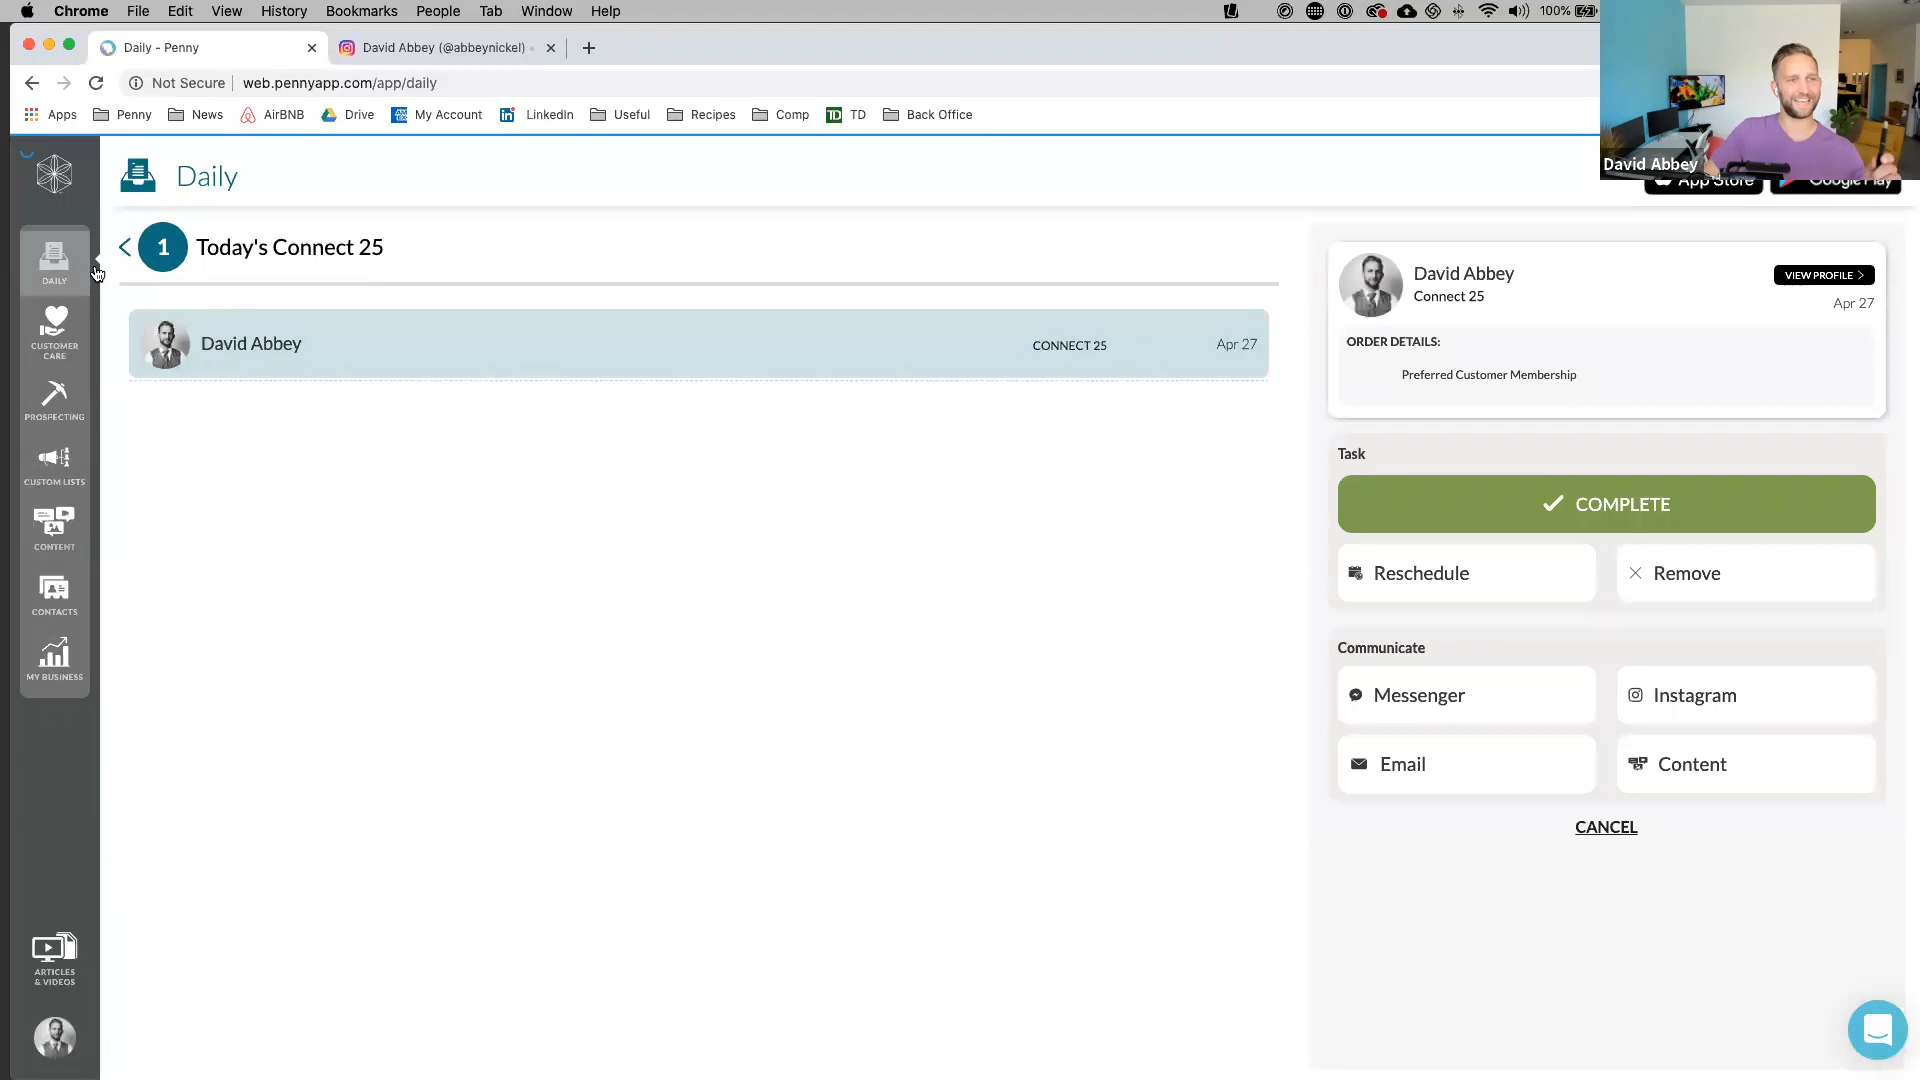 Chrome File Edit View History Bookmarks People Tab Window Help 100%
Daily - Penny David Abbey (@abbeynickel)
Not Secure web.pennyapp.com/app/daily
Apps Penny News AirBNB Drive My Account LinkedIn Useful Recipes Comp TD Back Office
David Abbey
App Store Google Play
Daily
1 Today's Connect 25
David Abbey CONNECT 25 Apr 27
DAILY
CUSTOMER
CARE
PROSPECTING
CUSTOM LISTS
CONTENT
CONTACTS
MY BUSINESS
ARTICLES
& VIDEOS
David Abbey VIEW PROFILE
Connect 25 Apr 27
ORDER DETAILS:
Preferred Customer Membership
Task
COMPLETE
Reschedule Remove
Communicate
Messenger Instagram
Email Content
CANCEL